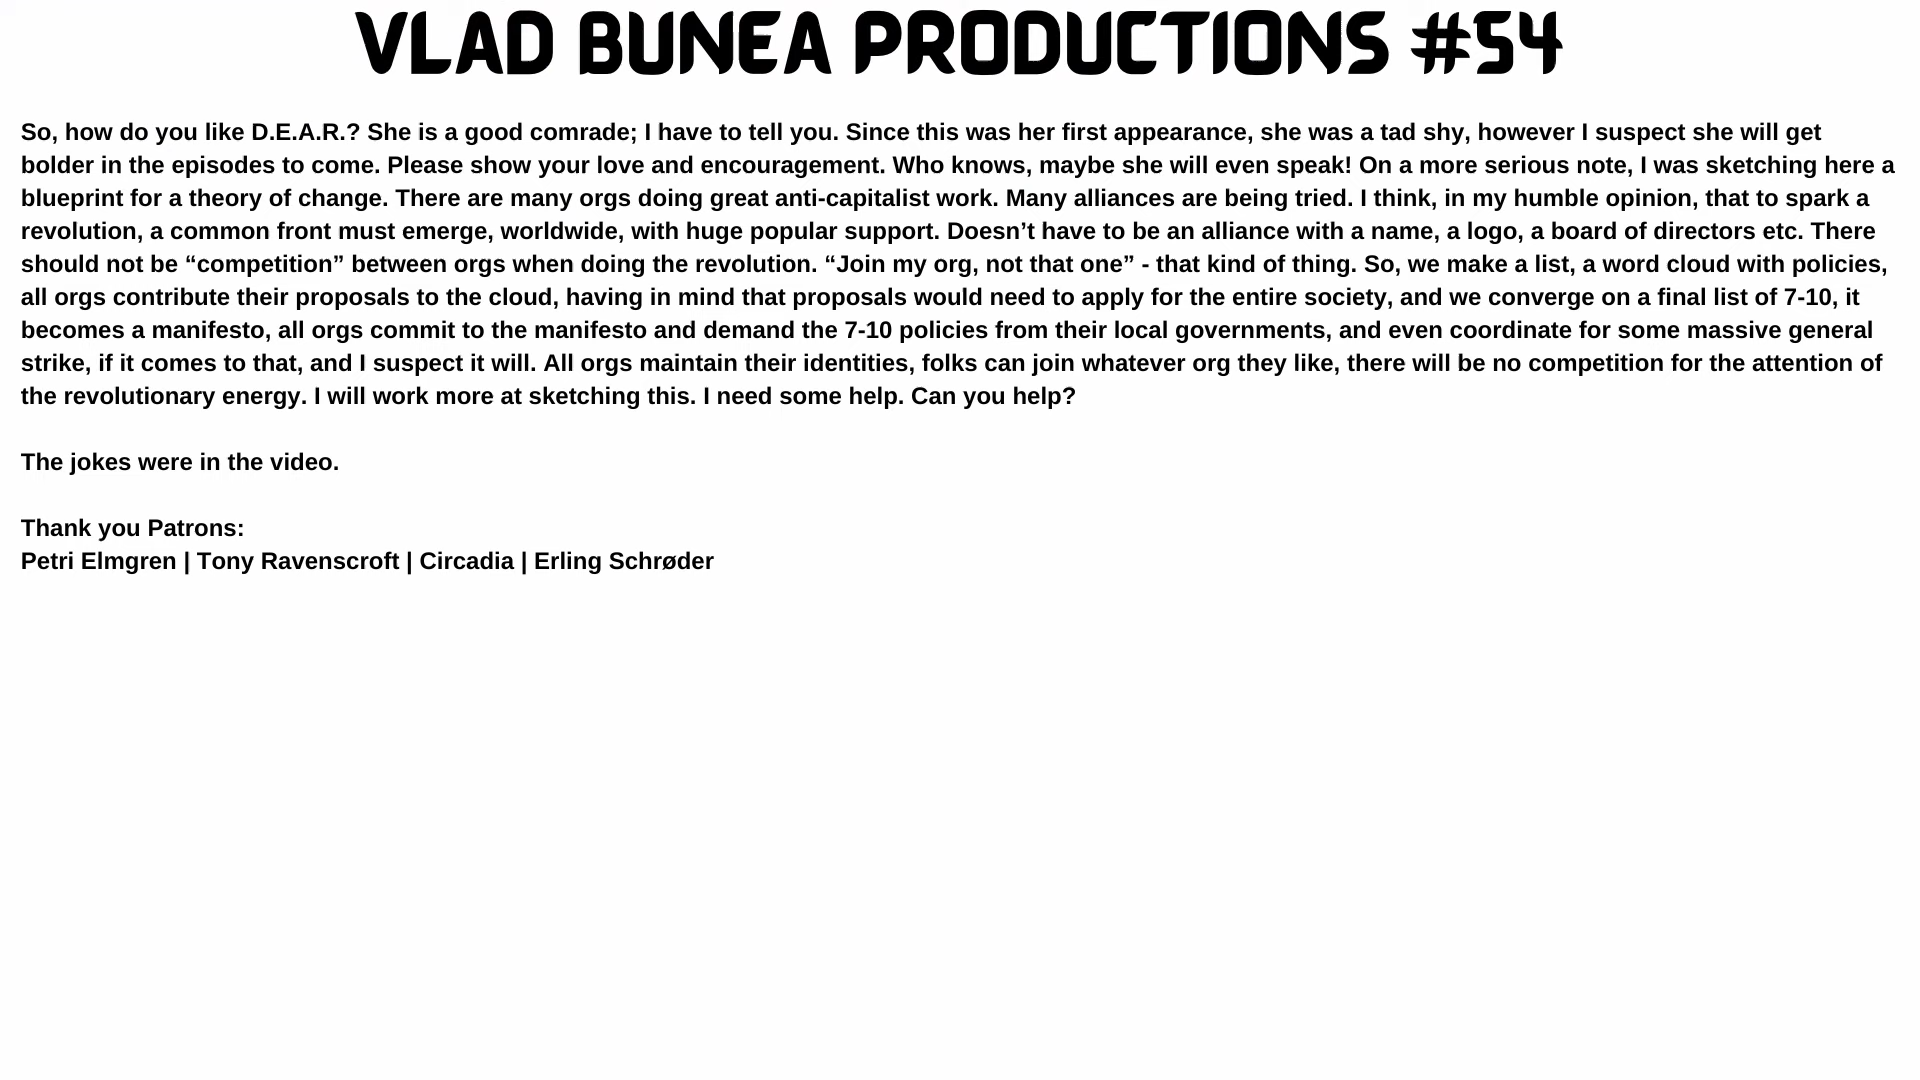 VLAD BUNEA PRODUCTIONS #54
So, how do you like D.E.A.R.? She is a good comrade; I have to tell you. Since this was her first appearance, she was a tad shy, however I suspect she will get
bolder in the episodes to come. Please show your love and encouragement. Who knows, maybe she will even speak! On a more serious note, I was sketching here a
blueprint for a theory of change. There are many orgs doing great anti-capitalist work. Many alliances are being tried. I think, in my humble opinion, that to spark a
revolution, a common front must emerge, worldwide, with huge popular support. Doesn’t have to be an alliance with a name, a logo, a board of directors etc. There
should not be “competition” between orgs when doing the revolution. “Join my org, not that one” - that kind of thing. So, we make a list, a word cloud with policies,
all orgs contribute their proposals to the cloud, having in mind that proposals would need to apply for the entire society, and we converge on a final list of 7-10, it
becomes a manifesto, all orgs commit to the manifesto and demand the 7-10 policies from their local governments, and even coordinate for some massive general
strike, if it comes to that, and I suspect it will. All orgs maintain their identities, folks can join whatever org they like, there will be no competition for the attention of
the revolutionary energy. I will work more at sketching this. I need some help. Can you help?
The jokes were in the video.
Thank you Patrons:
Petri Elmgren | Tony Ravenscroft | Circadia | Erling Schrøder